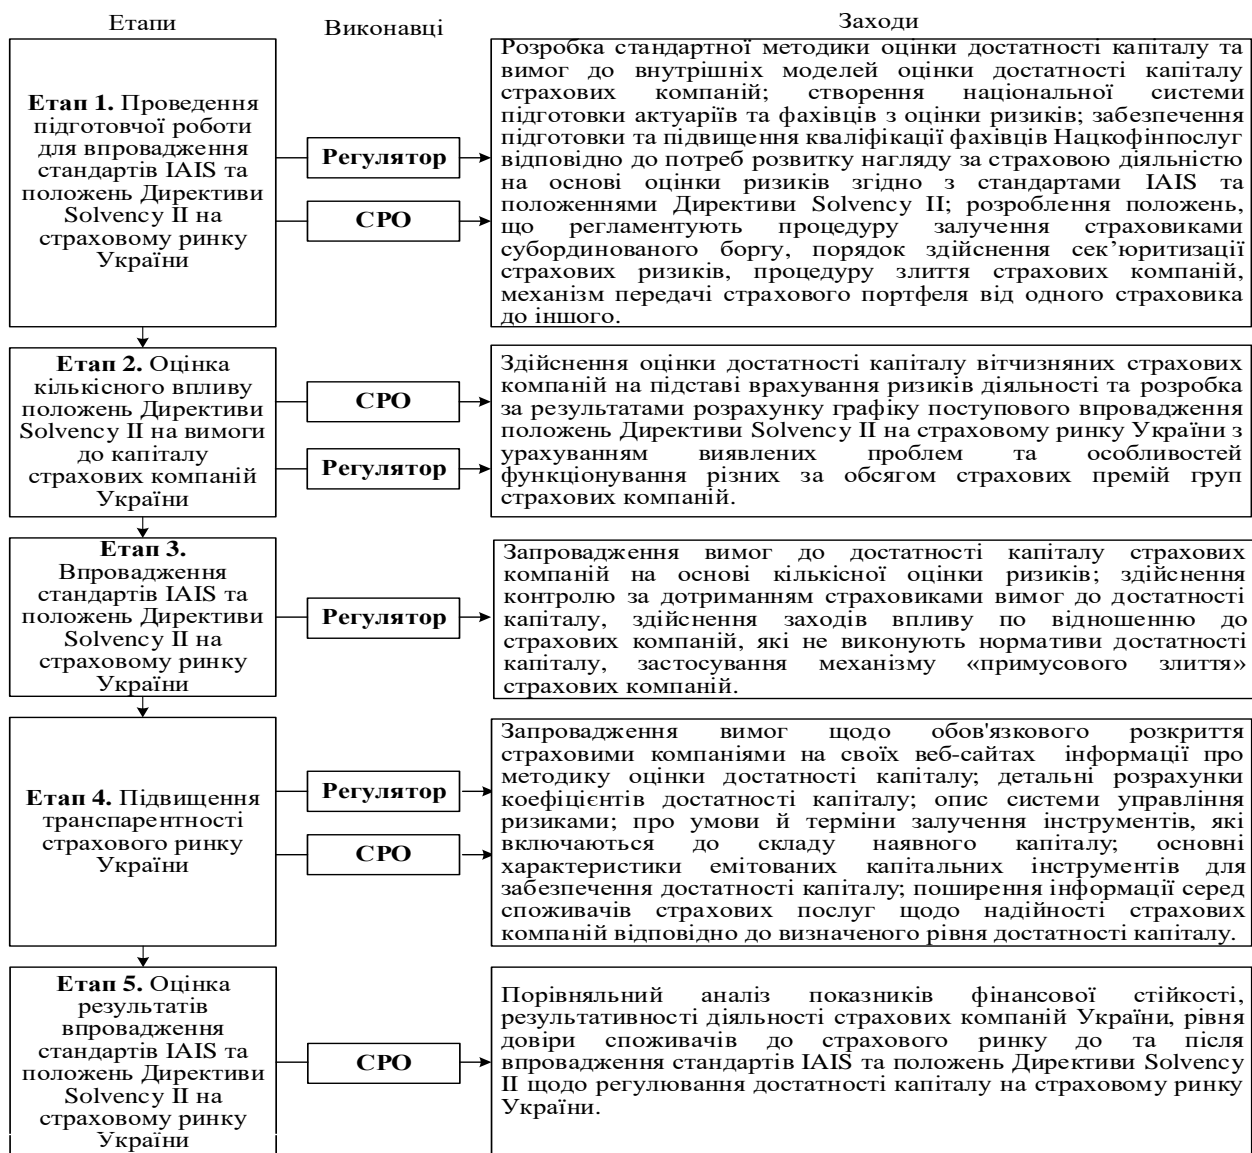 Етапи
Виконавці
Заходи
Етап 1. Проведення
підготовчої роботи
для впровадження
стандартів IAIS та
положень Директиви
Solvency II на
страховому ринку
України
Регулятор
СРО
Розробка стандартної методики оцінки достатності капіталу та
вимог до внутрішніх моделей оцінки достатності капіталу
страхових компаній; створення національної системи
підготовки актуаріїв та фахівців з оцінки ризиків; забезпечення
підготовки та підвищення кваліфікації фахівців Нацкофінпослуг
відповідно до потреб розвитку нагляду за страховою діяльністю
на основі оцінки ризиків згідно з стандартами IAIS та
положеннями Директиви Solvency II; розроблення положень,
що регламентують процедуру залучення страховиками
субординованого боргу, порядок здійснення сек’юритизації
страхових ризиків, процедуру злиття страхових компаній,
механізм передачі страхового портфеля від одного страховика
до іншого.
Етап 2. Оцінка
кількісного впливу
положень Директиви
Solvency II на вимоги
до капіталу
страхових компаній
України
СРО
Регулятор
Здійснення оцінки достатності капіталу вітчизняних страхових
компаній на підставі врахування ризиків діяльності та розробка
за результатами розрахунку графіку поступового впровадження
положень Директиви Solvency II на страховому ринку України з
урахуванням виявлених проблем та особливостей
функціонування різних за обсягом страхових премій груп
страхових компаній.
Етап 3.
Впровадження
стандартів IAIS та
положень Директиви
Solvency II на
страховому ринку
України
Регулятор
Запровадження вимог до достатності капіталу страхових
компаній на основі кількісної оцінки ризиків; здійснення
контролю за дотриманням страховиками вимог до достатності
капіталу, здійснення заходів впливу по відношенню до
страхових компаній, які не виконують нормативи достатності
капіталу, застосування механізму «примусового злиття»
страхових компаній.
Етап 4. Підвищення
транспарентності
страхового ринку
України
Регулятор
СРО
Запровадження вимог щодо обов'язкового розкриття
страховими компаніями на своїх веб-сайтах інформації про
методику оцінки достатності капіталу; детальні розрахунки
коефіцієнтів достатності капіталу; опис системи управління
ризиками; про умови й терміни залучення інструментів, які
включаються до складу наявного капіталу; основні
характеристики емітованих капітальних інструментів для
забезпечення достатності капіталу; поширення інформації серед
споживачів страхових послуг щодо надійності страхових
компаній відповідно до визначеного рівня достатності капіталу.
Етап 5. Оцінка
результатів
впровадження
стандартів IAIS та
положень Директиви
Solvency II на
страховому ринку
України
СРО
Порівняльний аналіз показників фінансової стійкості,
результативності діяльності страхових компаній України, рівня
довіри споживачів до страхового ринку до та після
впровадження стандартів IAIS та положень Директиви Solvency
II щодо регулювання достатності капіталу на страховому ринку
України.